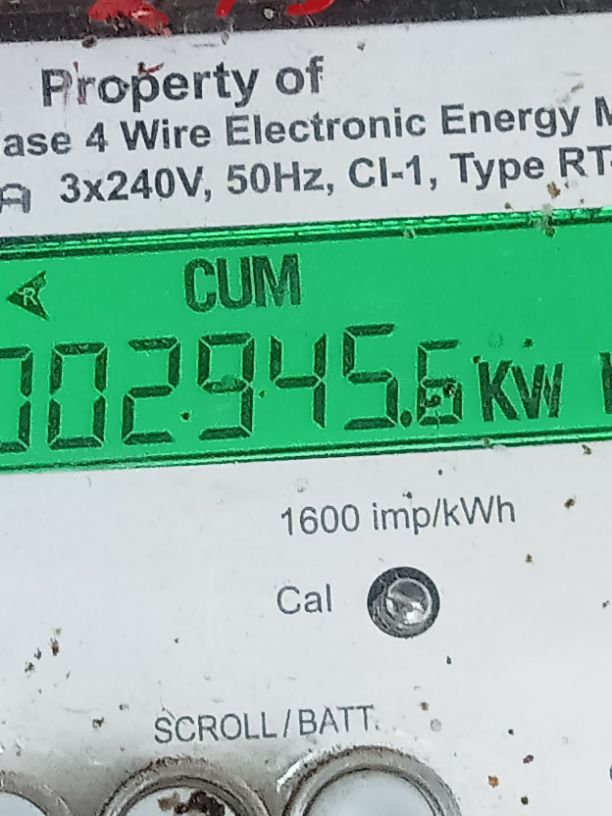 Property of
ase 4 Wire Electronic Energy M
3x240V, 50Hz, Cl-1, Type RT-
R
CUM
002945.6 KW
1600 imp/kWh
Cal
SCROLL/BATT.